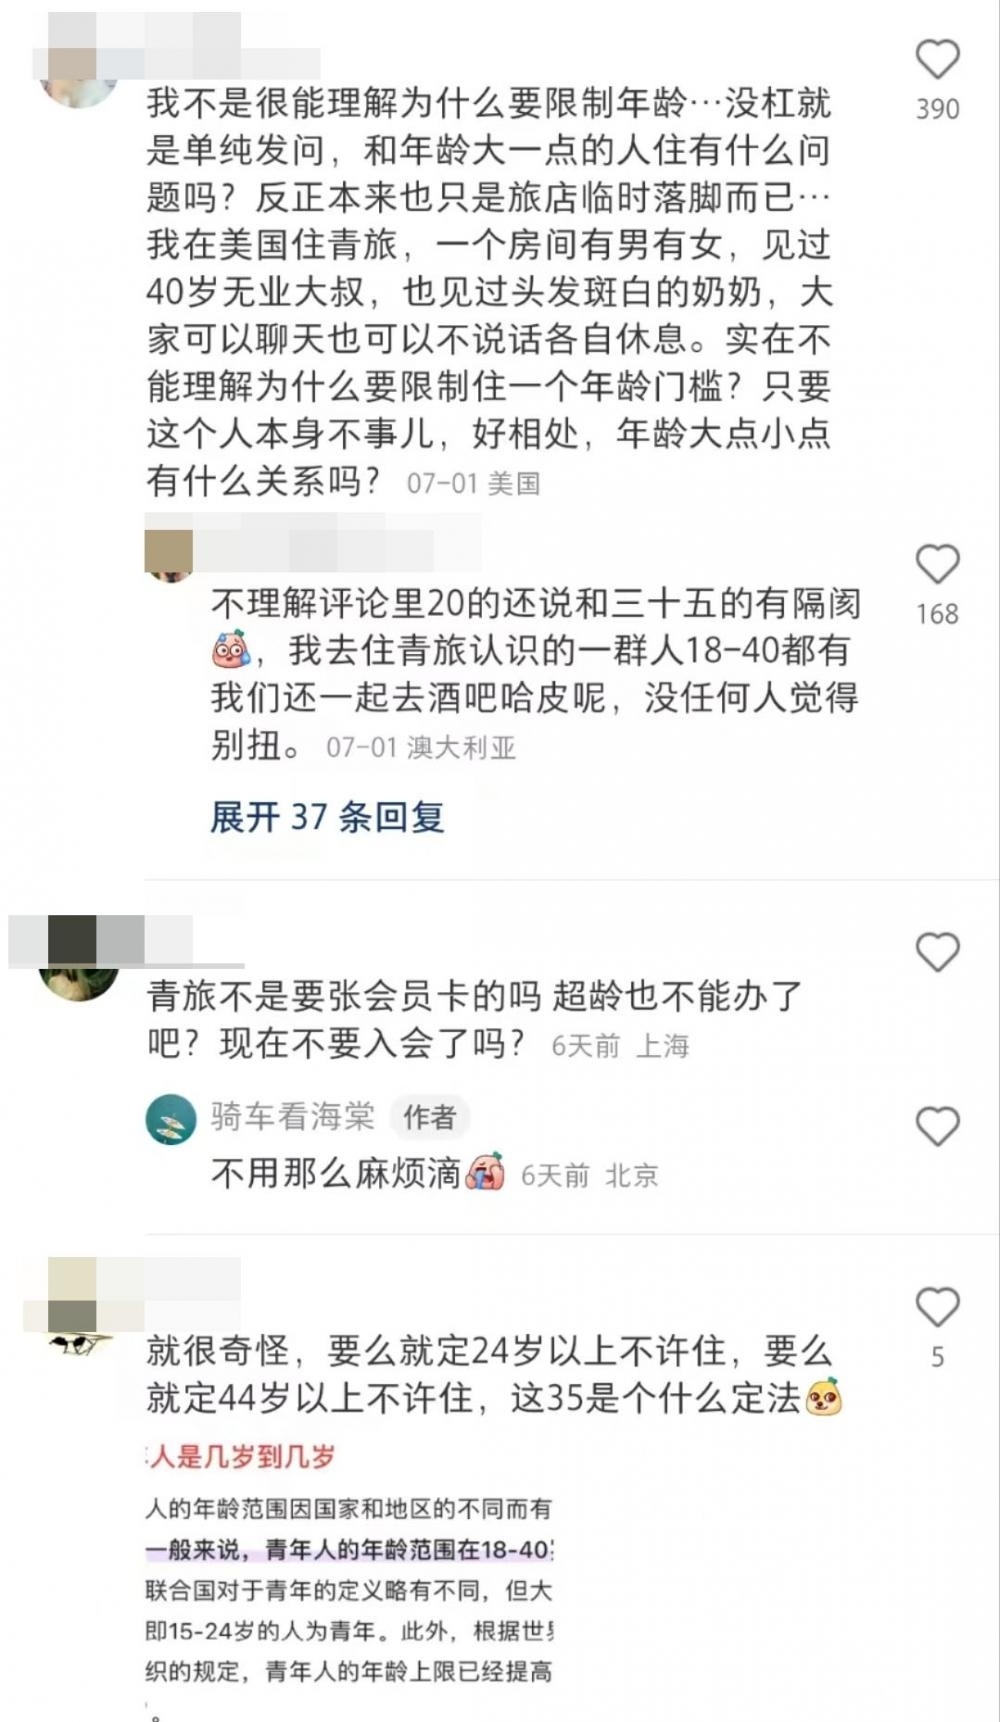 我不是很能理解为什么要限制年龄…没杠就
是单纯发问，和年龄大一点的人住有什么问
题吗？反正本来也只是旅店临时落脚而已…
我在美国住青旅，一个房间有男有女，见过
40岁无业大叔，也见过头发斑白的奶奶，大
家可以聊天也可以不说话各自休息。实在不
能理解为什么要限制住一个年龄门槛？只要
这个人本身不事儿，好相处，年龄大点小点
有什么关系吗？ 07-01 美国
390
不理解评论里20的还说和三十五的有隔阂
，我去住青旅认识的一群人18-40都有
我们还一起去酒吧哈皮呢，没任何人觉得
别扭。 07-01 澳大利亚
168
展开 37 条回复
青旅不是要张会员卡的吗 超龄也不能办了
吧？现在不要入会了吗？ 6天前 上海
骑车看海棠 作者
不用那么麻烦滴 6天前 北京
就很奇怪，要么就定24岁以上不许住，要么
就定44岁以上不许住，这35是个什么定法
5
人是几岁到几岁
人的年龄范围因国家和地区的不同而有
一般来说，青年人的年龄范围在18-40
联合国对于青年的定义略有不同，但大
即15-24岁的人为青年。此外，根据世
织的规定，青年人的年龄上限已经提高
。